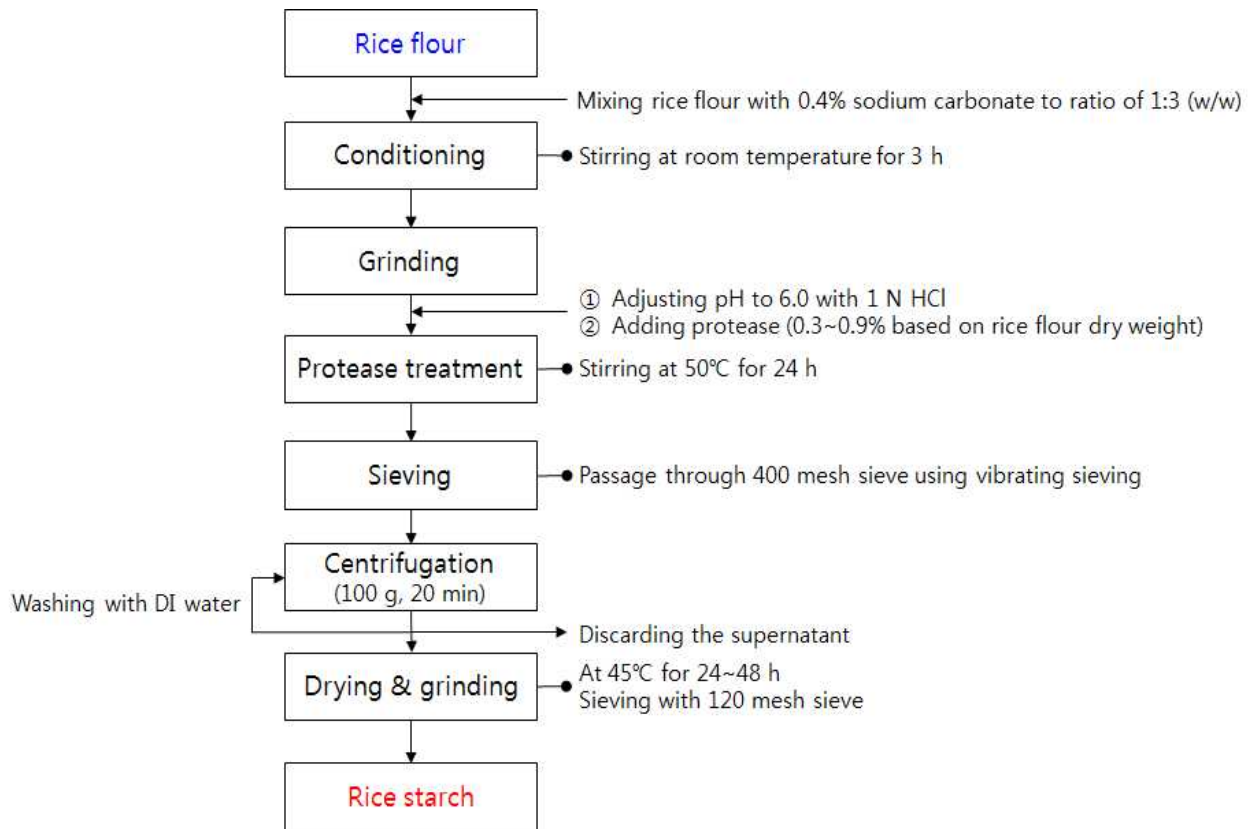 Rice flour
Mixing rice flour with 0.4% sodium carbonate to ratio of 1:3 (w/w)
Conditioning
Stirring at room temperature for 3 h
Grinding
① Adjusting pH to 6.0 with 1 N HCl
② Adding protease (0.3~0.9% based on rice flour dry weight)
Protease treatment
Stirring at 50℃ for 24 h
Sieving
Passage through 400 mesh sieve using vibrating sieving
Centrifugation
(100 g, 20 min)
Washing with DI water
Discarding the supernatant
Drying & grinding
At 45℃ for 24~48 h
Sieving with 120 mesh sieve
Rice starch